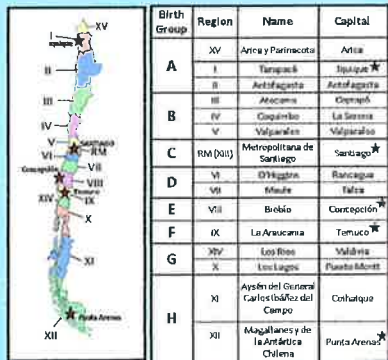 XV
I
Iquique
II
III
IV
V
SANTIAGO
RM
VI
VII
Concepción
VIII
Temuco
IX
XIV
X
XI
Punta Arenas
XII
Birth Group Region Name Capital
A
XV Arica y Parinacota Arica
I Tarapacá Iquique
II Antofagasta Antofagasta
B
III Atacama Copiapó
IV Coquimbo La Serena
V Valparaíso Valparaíso
C
RM (XIII) Metropolitana de Santiago Santiago
D
VI O'Higgins Rancagua
VII Maule Talca
E
VIII Biobío Concepción
F
IX La Araucanía Temuco
G
XIV Los Ríos Valdivia
X Los Lagos Puerto Montt
H
XI Aysén del General
Carlos Ibáñez del
Campo
Coihaique
XII Magallanes y de
la Antártica
Chilena
Punta Arenas